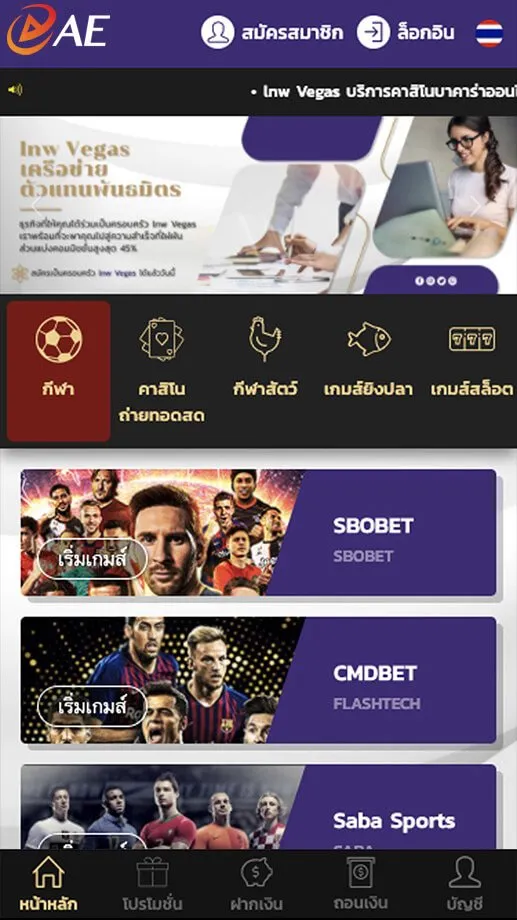 AE
สมัครสมาชิก
ล็อกอิน
• lnw Vegas บริการคาสิโนบาคาร่าออนไ
lnw Vegas
เครือข่าย
ตัวแทนพันธมิตร
ธุรกิจที่ให้คุณได้ร่วมเป็นครอบครัว lnw Vegas
เราพร้อมที่จะพาคุณไปสู่ความสำเร็จที่ใฝ่ฝัน
ส่วนแบ่งคอมมิชชั่นสูงสุด 45%
สมัครเป็นครอบครัว lnw Vegas ได้แล้ววันนี้
กีฬา
คาสิโน
ถ่ายทอดสด
กีฬาสัตว์
เกมส์ยิงปลา
777
เกมส์สล็อต
SBOBET
SBOBET
เริ่มเกมส์
CMDBET
FLASHTECH
เริ่มเกมส์
Saba Sports
หน้าหลัก
โปรโมชั่น
ฝากเงิน
ถอนเงิน
บัญชี